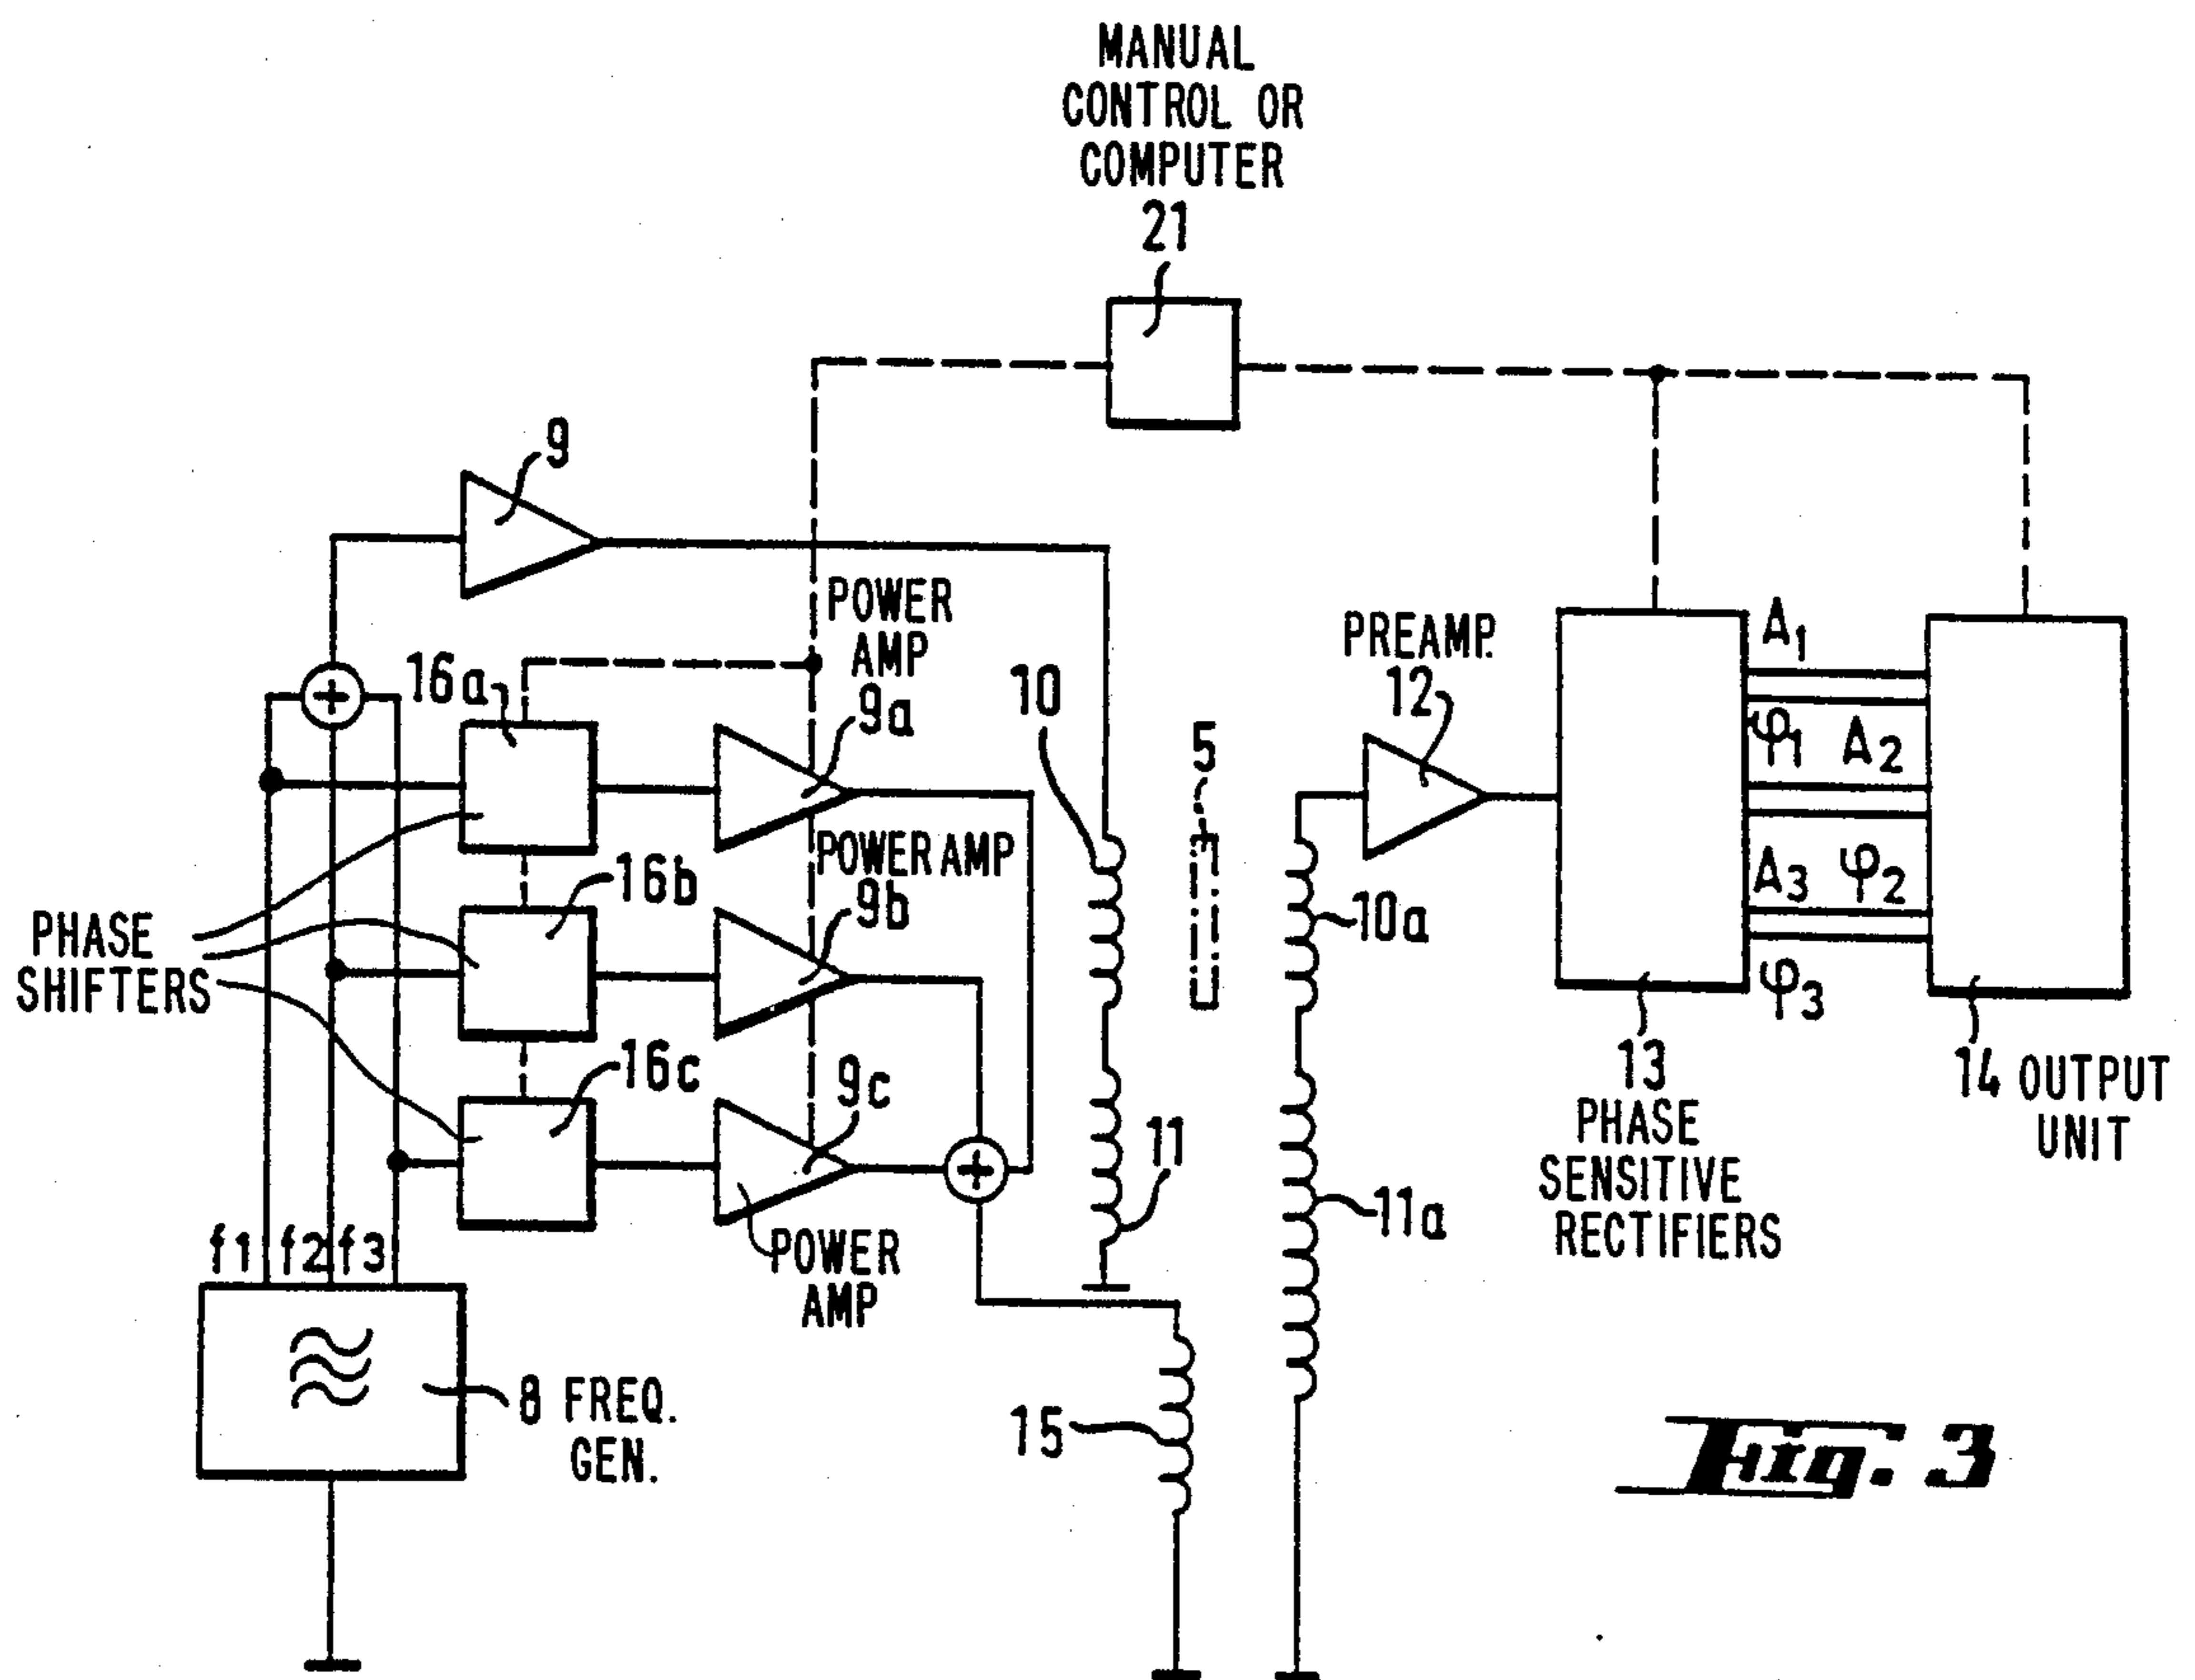 MANUAL
CONTROL OR
COMPUTER
21
9
POWER
AMP
9a
16a
10
5
PREAMP.
12
A1
φ1
A2
POWER AMP
9b
16b
A3
φ2
10a
PHASE
SHIFTERS
φ3
16c
9c
11
13
PHASE
SENSITIVE
RECTIFIERS
14 OUTPUT
UNIT
11a
f1 f2 f3
POWER
AMP
8 FREQ.
GEN.
15
Fig. 3